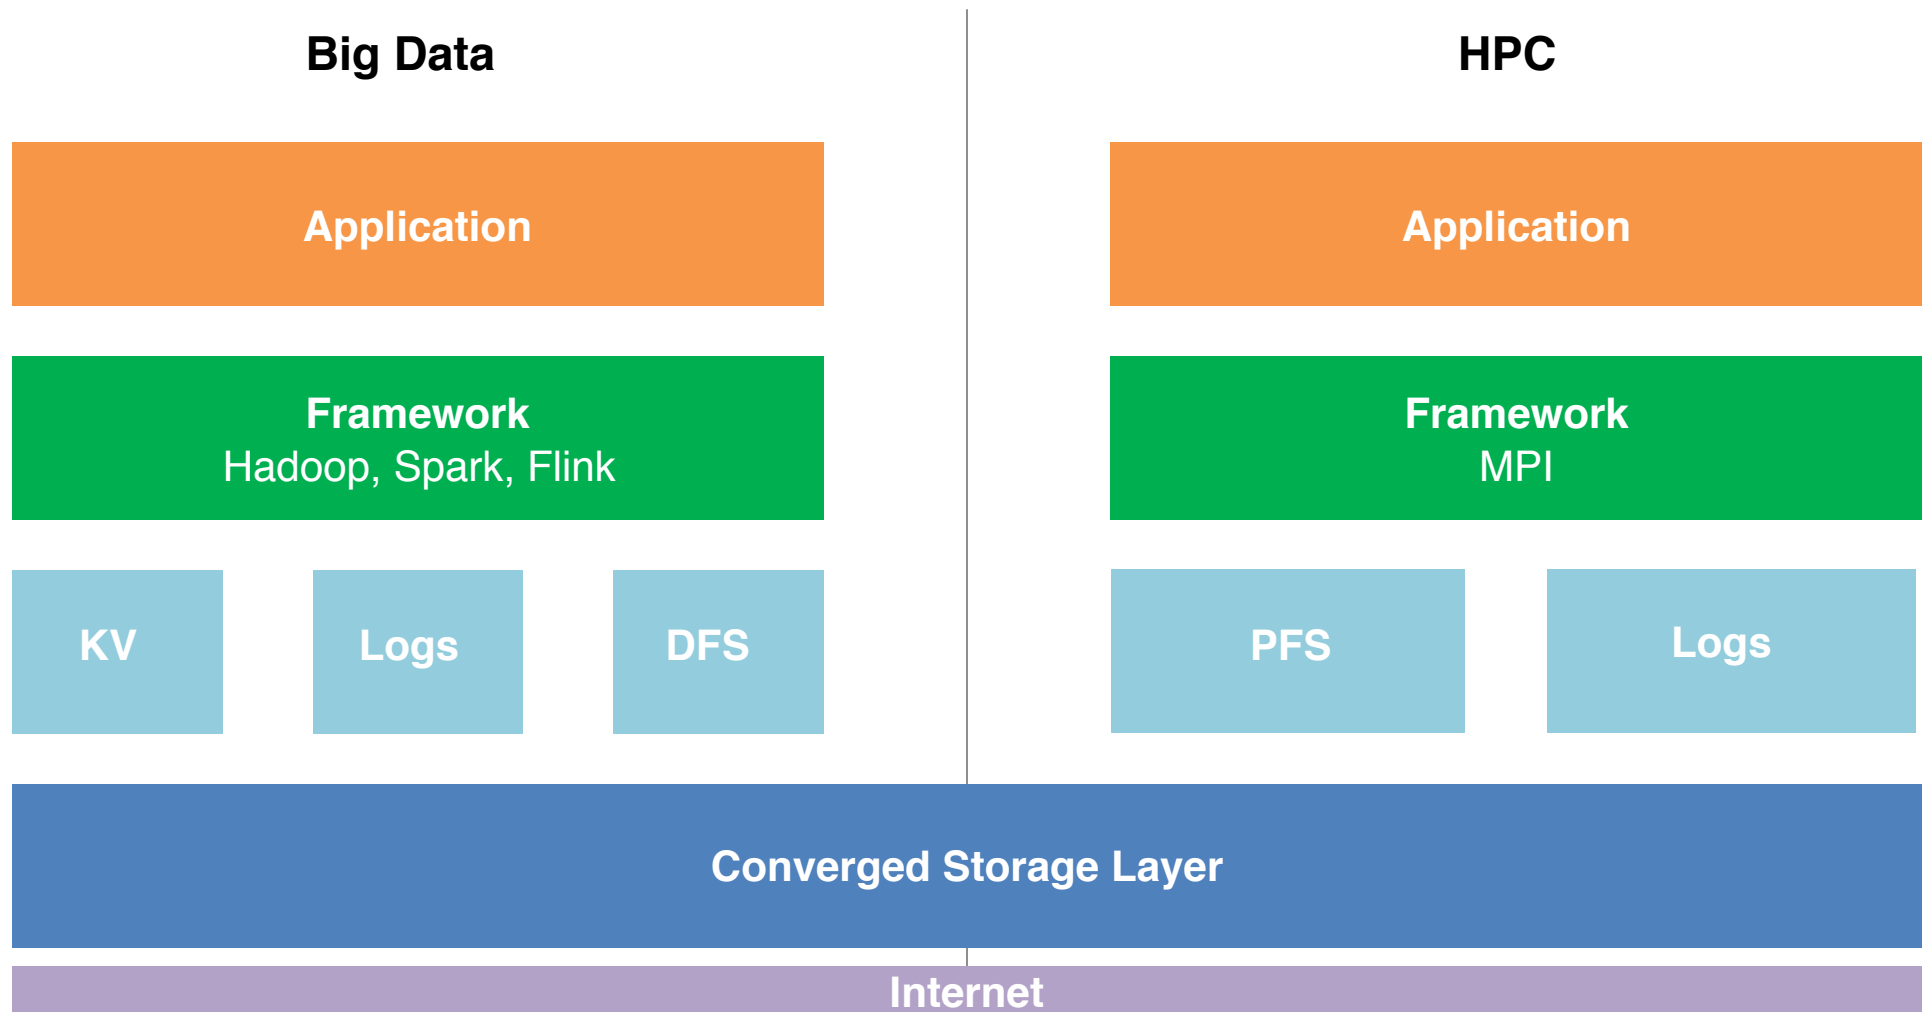 Big Data
HPC
Application
Application
Framework
Hadoop, Spark, Flink
Framework
MPI
KV
Logs
DFS
PFS
Logs
Converged Storage Layer
Internet